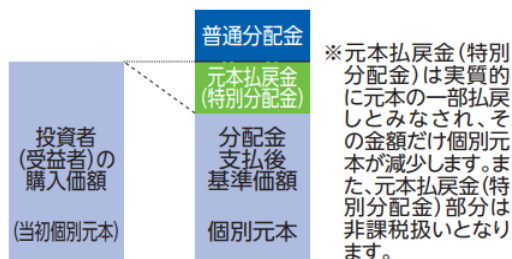 普通分配金
元本払戻金
(特別分配金)
投資者
(受益者)の
購入価額
(当初個別元本)
分配金
支払後
基準価額
個別元本
※元本払戻金(特別
分配金)は実質的
に元本の一部払戻
しとみなされ、そ
の金額だけ個別元
本が減少します。ま
た、元本払戻金(特
別分配金)部分は
非課税扱いとなり
ます。